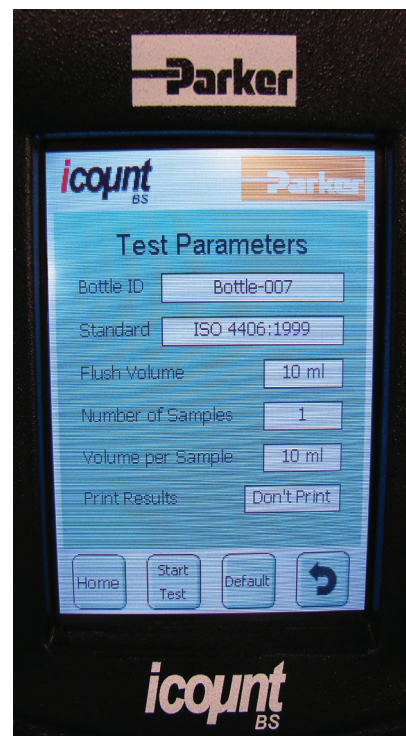 Parker
icount
BS
Parker
Test Parameters
Bottle ID Bottle-007
Standard ISO 4406:1999
Flush Volume 10 ml
Number of Samples 1
Volume per Sample 10 ml
Print Results Don't Print
Home Start Test Default
icount
BS